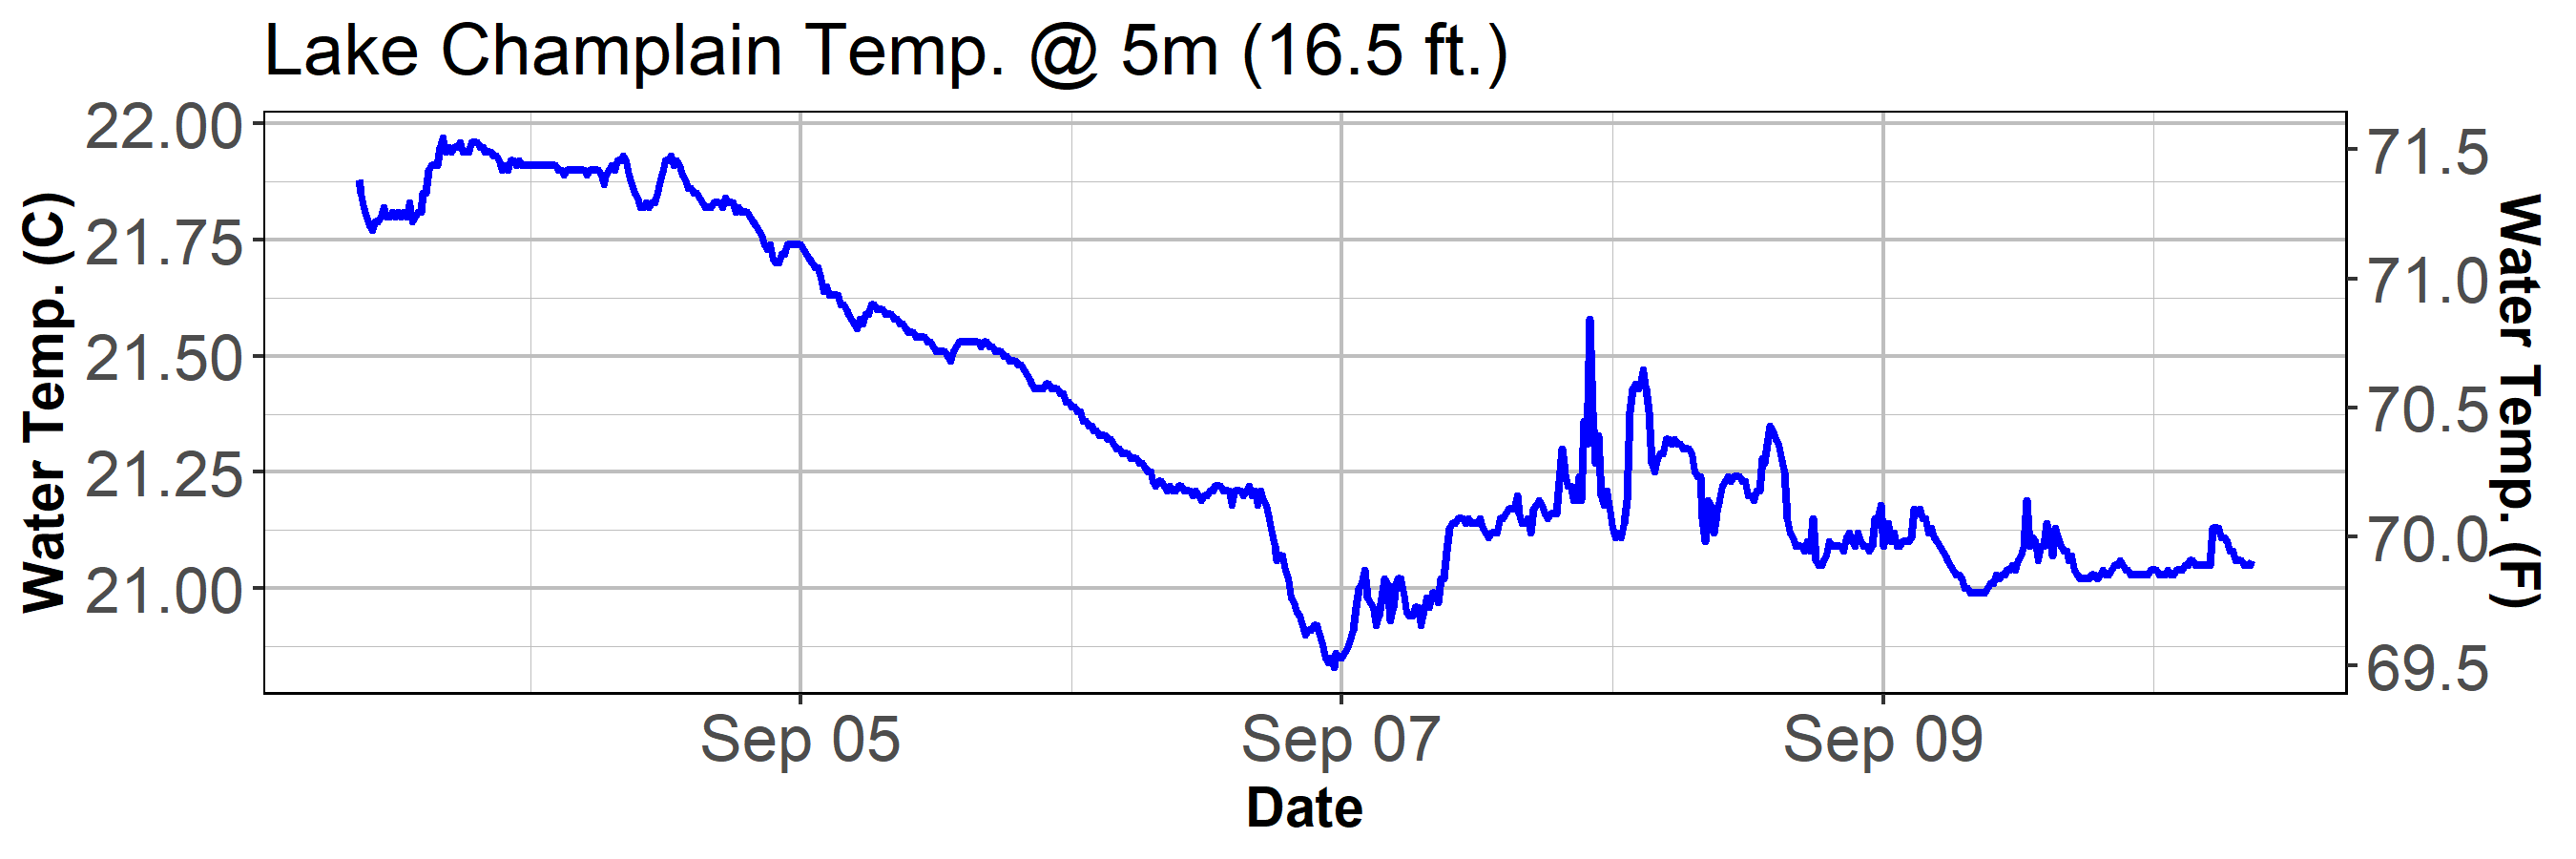 Lake Champlain Temp. @ 5m (16.5 ft.)
Water Temp. (C)
22.00
21.75
21.50
21.25
21.00
71.5
71.0
70.5
70.0
69.5
Water Temp. (F)
Sep 05 Sep 07 Sep 09
Date